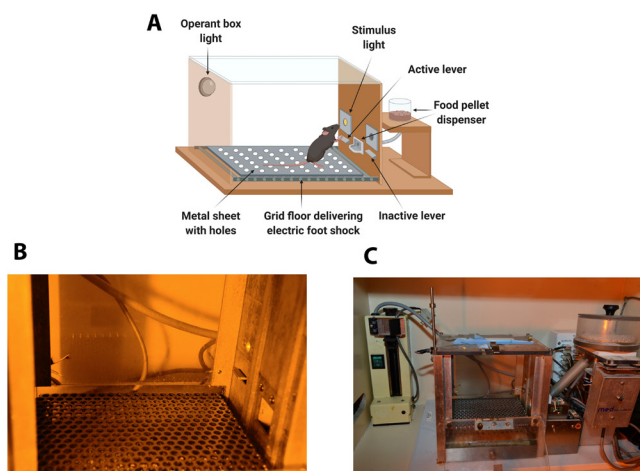 A
Operant box
light
Stimulus
light
Active lever
Food pellet
dispenser
Metal sheet
with holes
Grid floor delivering
electric foot shock
Inactive lever
B
C
med